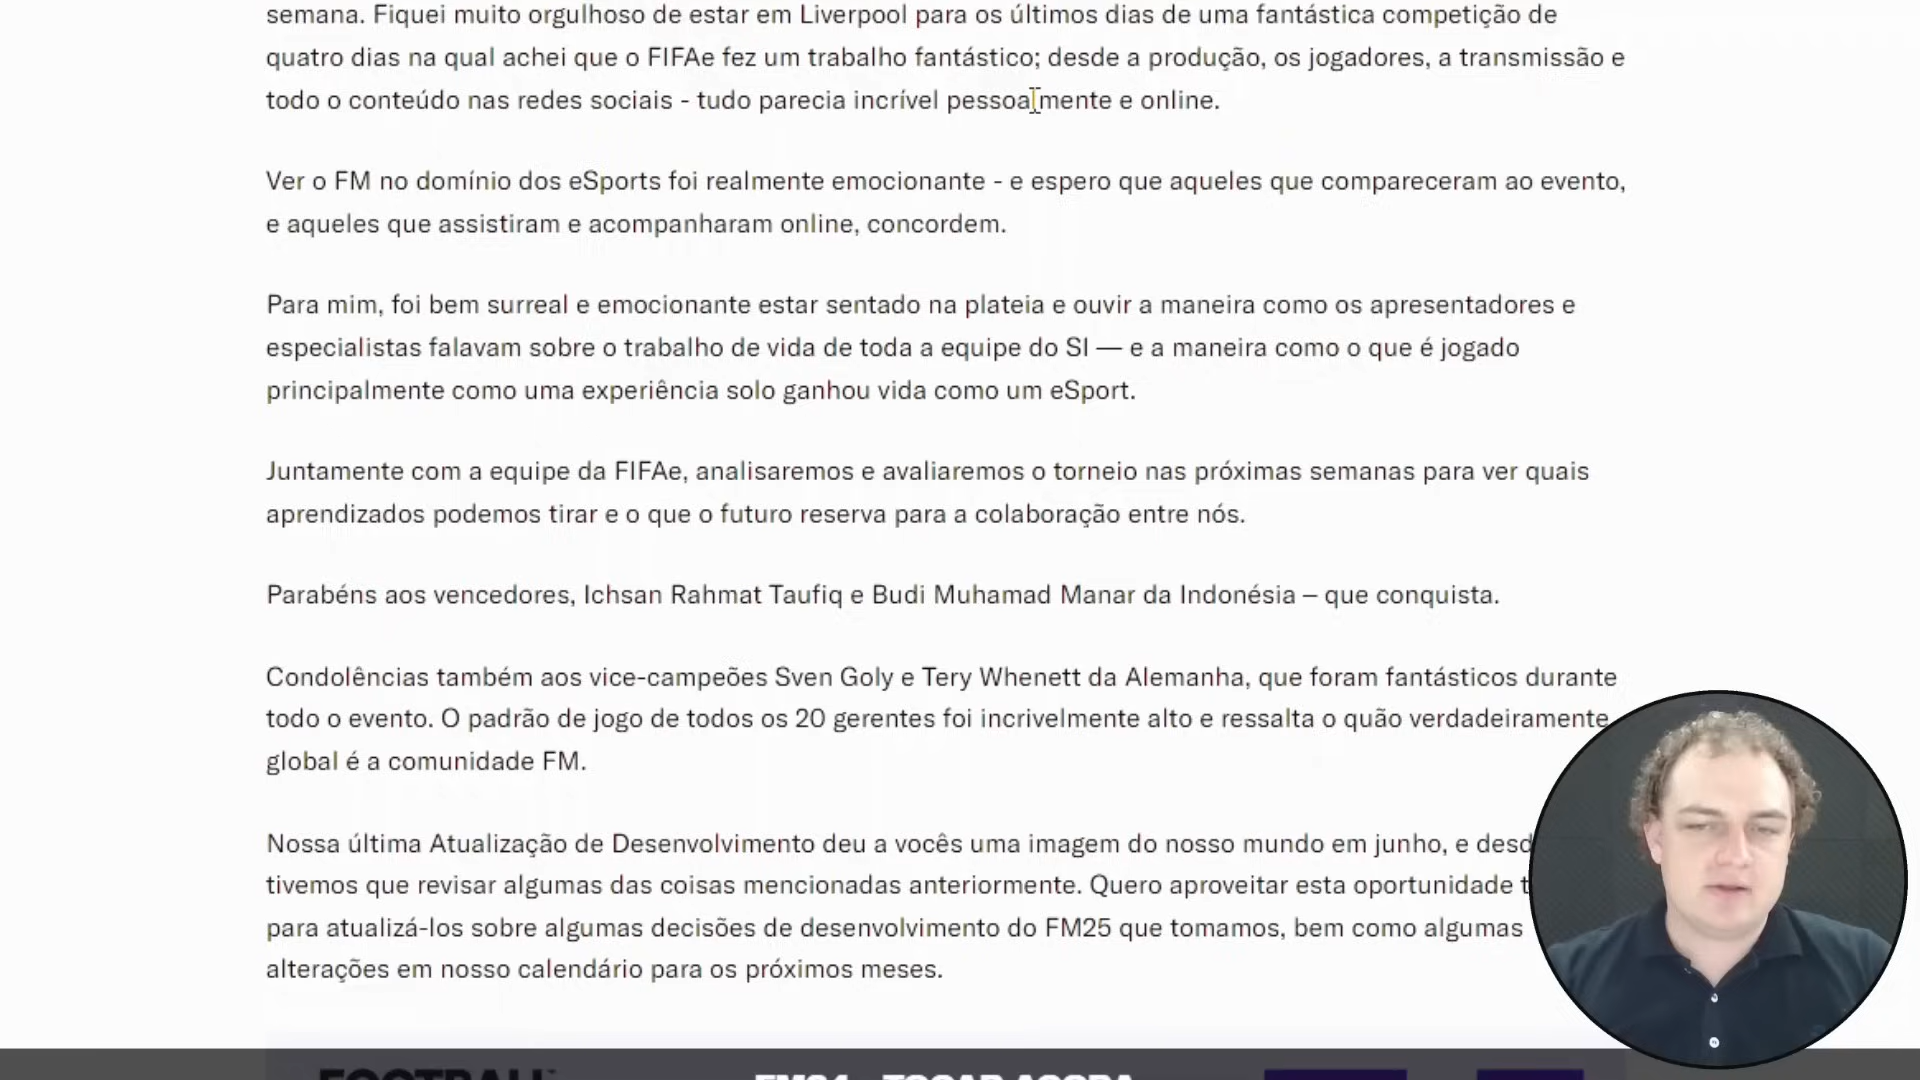 semana. Fiquei muito orgulhoso de estar em Liverpool para os últimos dias de uma fantástica competição de
quatro dias na qual achei que o FIFAe fez um trabalho fantástico; desde a produção, os jogadores, a transmissão e
todo o conteúdo nas redes sociais - tudo parecia incrível pessoalmente e online.
Ver o FM no domínio dos eSports foi realmente emocionante - e espero que aqueles que compareceram ao evento,
e aqueles que assistiram e acompanharam online, concordem.
Para mim, foi bem surreal e emocionante estar sentado na plateia e ouvir a maneira como os apresentadores e
especialistas falavam sobre o trabalho de vida de toda a equipe do SI — e a maneira como o que é jogado
principalmente como uma experiência solo ganhou vida como um eSport.
Juntamente com a equipe da FIFAe, analisaremos e avaliaremos o torneio nas próximas semanas para ver quais
aprendizados podemos tirar e o que o futuro reserva para a colaboração entre nós.
Parabéns aos vencedores, Ichsan Rahmat Taufiq e Budi Muhamad Manar da Indonésia – que conquista.
Condolências também aos vice-campeões Sven Goly e Tery Whenett da Alemanha, que foram fantásticos durante
todo o evento. O padrão de jogo de todos os 20 gerentes foi incrivelmente alto e ressalta o quão verdadeiramente
global é a comunidade FM.
Nossa última Atualização de Desenvolvimento deu a vocês uma imagem do nosso mundo em junho, e desd
tivemos que revisar algumas das coisas mencionadas anteriormente. Quero aproveitar esta oportunidade t
para atualizá-los sobre algumas decisões de desenvolvimento do FM25 que tomamos, bem como algumas
alterações em nosso calendário para os próximos meses.
FOOTBALL